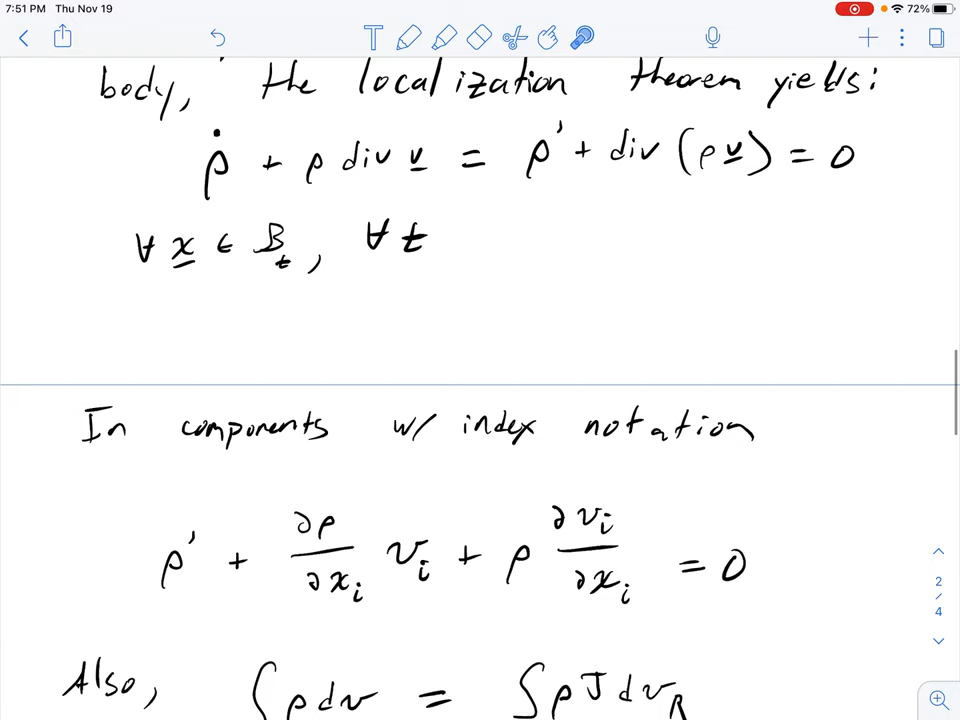 7:51 PM Thu Nov 19
72%
body, the localization theorem yields:
ρ̇ + ρ div v̲ = ρ′ + div (ρv̲) = 0
∀ x̲ ∈ ℬ_t, ∀ t
In components w/ index notation
ρ′ + ∂ρ/∂x_i v_i + ρ ∂v_i/∂x_i = 0
Also, ∫ρ dv = ∫ρ J dv_R
2
/
4